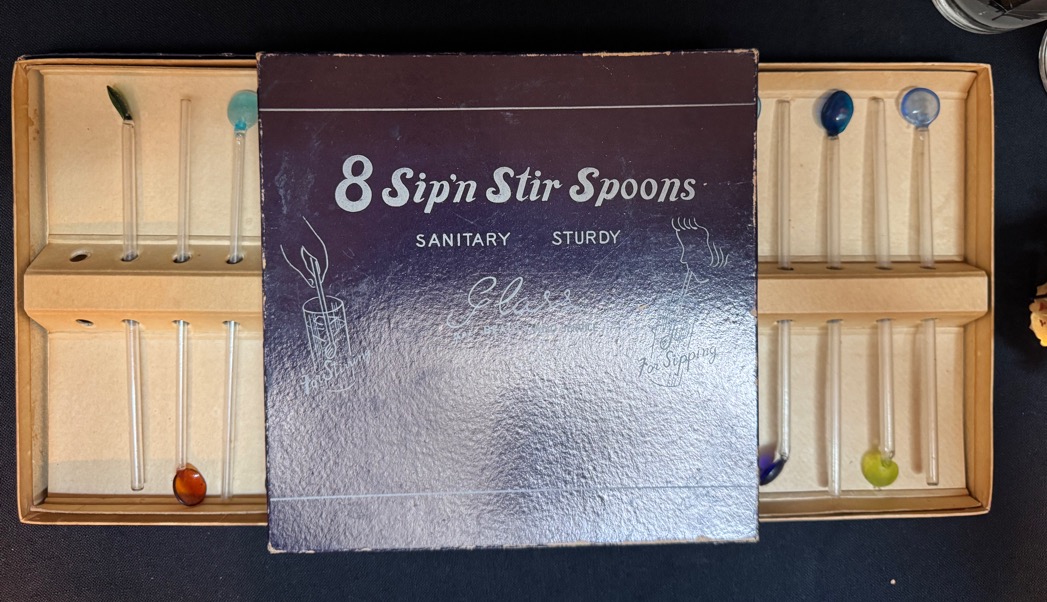 8 Sip'n Stir Spoons
SANITARY STURDY
Glass
For Stirring
For Sipping